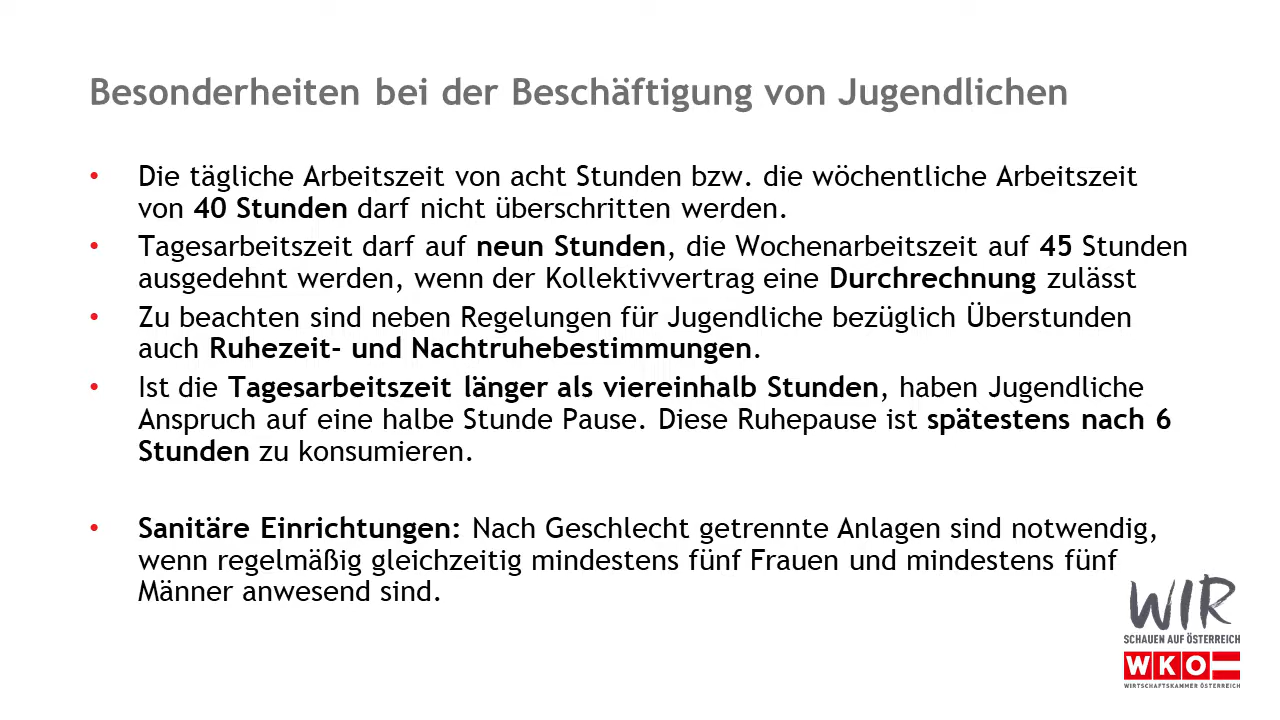 Besonderheiten bei der Beschäftigung von Jugendlichen
• Die tägliche Arbeitszeit von acht Stunden bzw. die wöchentliche Arbeitszeit
von 40 Stunden darf nicht überschritten werden.
• Tagesarbeitszeit darf auf neun Stunden, die Wochenarbeitszeit auf 45 Stunden
ausgedehnt werden, wenn der Kollektivvertrag eine Durchrechnung zulässt
• Zu beachten sind neben Regelungen für Jugendliche bezüglich Überstunden
auch Ruhezeit- und Nachtruhebestimmungen.
• Ist die Tagesarbeitszeit länger als viereinhalb Stunden, haben Jugendliche
Anspruch auf eine halbe Stunde Pause. Diese Ruhepause ist spätestens nach 6
Stunden zu konsumieren.
• Sanitäre Einrichtungen: Nach Geschlecht getrennte Anlagen sind notwendig,
wenn regelmäßig gleichzeitig mindestens fünf Frauen und mindestens fünf
Männer anwesend sind.
WIR
SCHAUEN AUF ÖSTERREICH
WKO
WIRTSCHAFTSKAMMER ÖSTERREICH